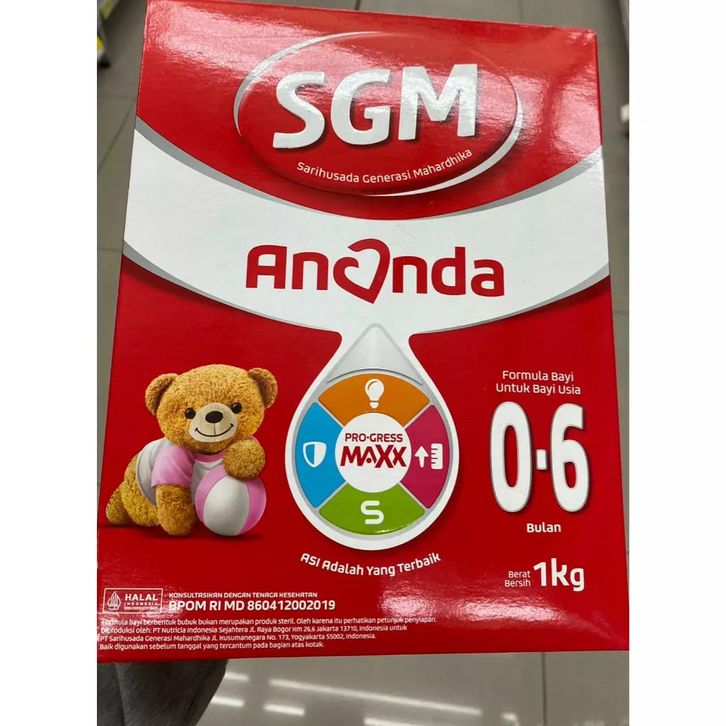 SGM
Sarihusada Generasi Mahardhika
Ananda
Formula Bayi
Untuk Bayi Usia
0-6
Bulan
PRO-GRESS
MAXX
S
ASI Adalah Yang Terbaik
Berat
Bersih 1kg
HALAL
INDONESIA
KONSULTASIKAN DENGAN TENAGA KESEHATAN
BPOM RI MD 860412002019
Formula bayi berbentuk bubuk bukan merupakan produk steril. Oleh karena itu perhatikan petunjuk penyiapan.
Diproduksi oleh: PT Nutricia Indonesia Sejahtera Jl. Raya Bogor KM 26,6 Jakarta 13710, Indonesia untuk
PT Sarihusada Generasi Mahardhika Jl. Kusumanegara No. 173, Yogyakarta 55002, Indonesia.
Baik digunakan sebelum tanggal yang tercantum pada bagian atas kotak.